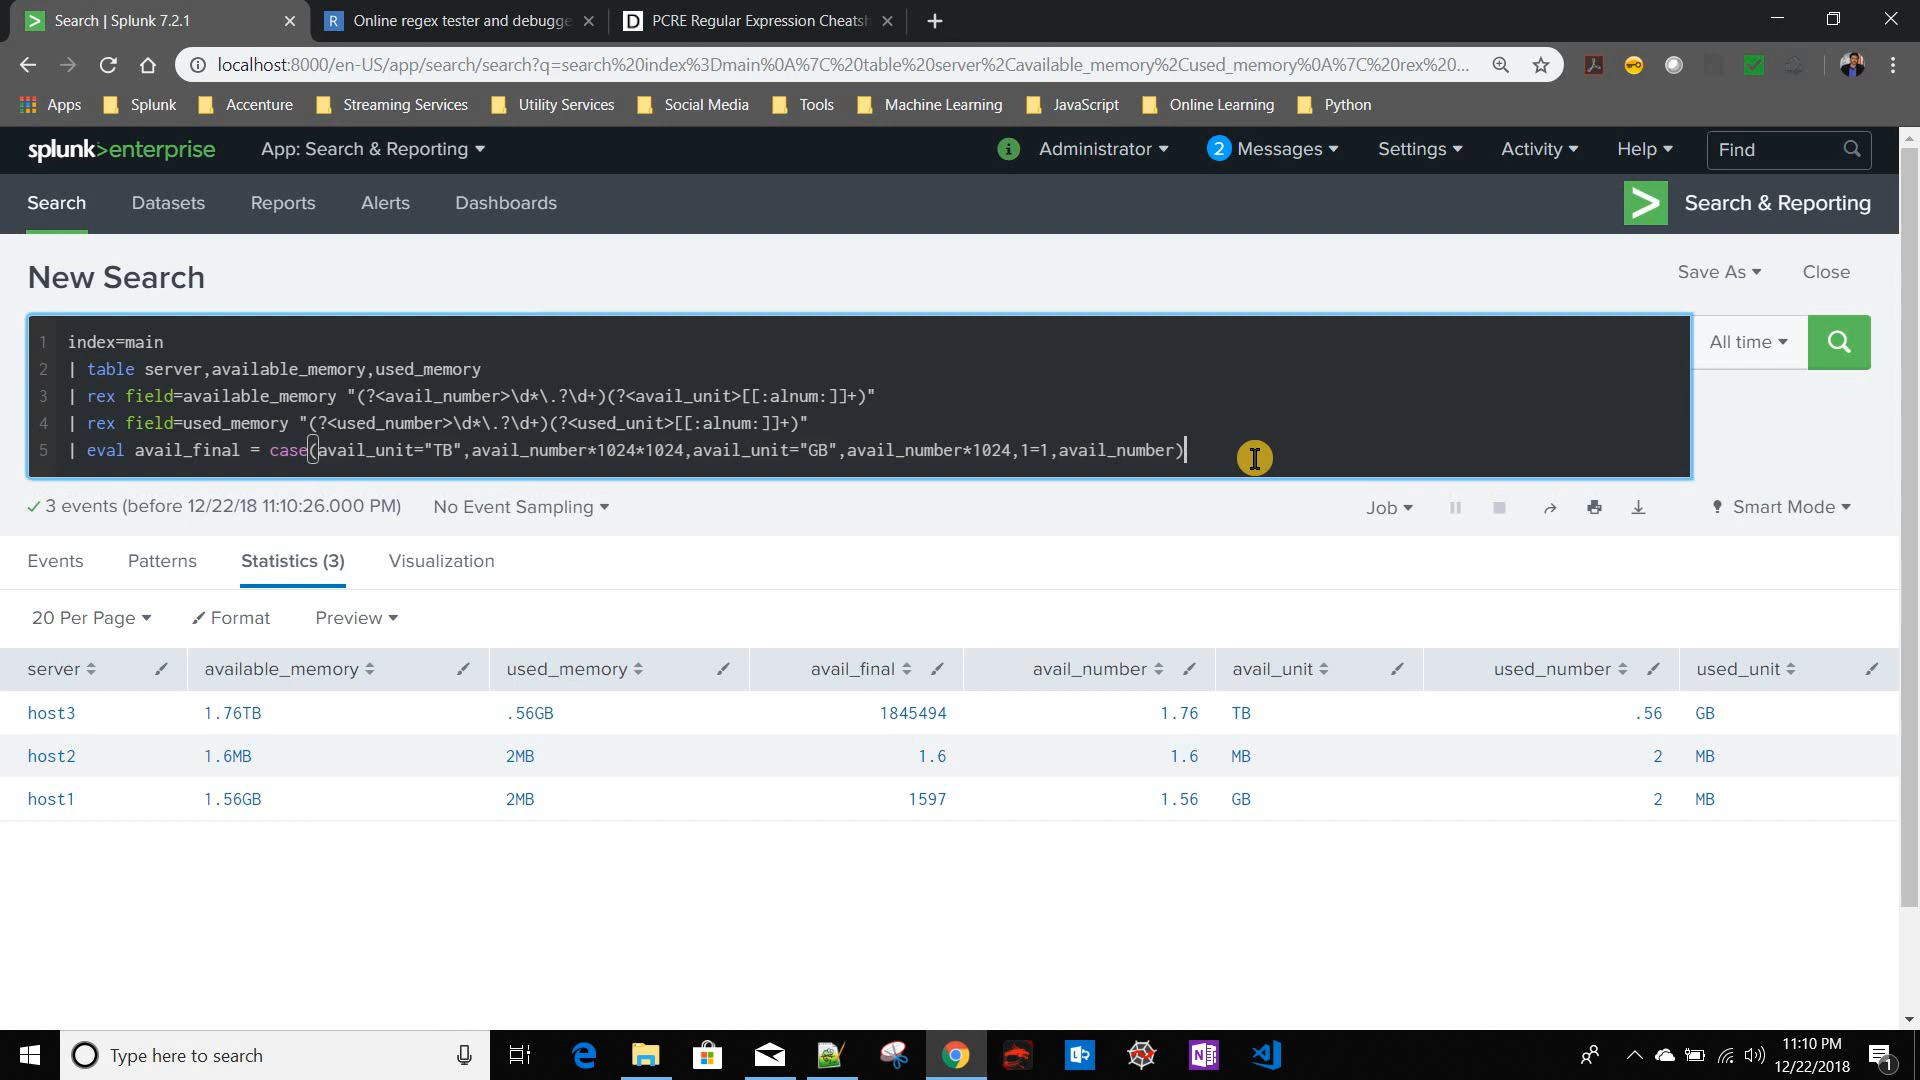 Search | Splunk 7.2.1
Online regex tester and debugge
PCRE Regular Expression Cheatsh
localhost:8000/en-US/app/search/search?q=search%20index%3Dmain%0A%7C%20table%20server%2Cavailable_memory%2Cused_memory%0A%7C%20rex%20...
Apps Splunk Accenture Streaming Services Utility Services Social Media Tools Machine Learning JavaScript Online Learning Python
splunk>enterprise App: Search & Reporting Administrator 2 Messages Settings Activity Help Find
Search Datasets Reports Alerts Dashboards Search & Reporting
New Search
Save As Close
1 index=main
2 | table server,available_memory,used_memory
3 | rex field=available_memory "(?<avail_number>\d*\.?\d+)(?<avail_unit>[[:alnum:]]+)"
4 | rex field=used_memory "(?<used_number>\d*\.?\d+)(?<used_unit>[[:alnum:]]+)"
5 | eval avail_final = case(avail_unit="TB",avail_number*1024*1024,avail_unit="GB",avail_number*1024,1=1,avail_number)
All time
3 events (before 12/22/18 11:10:26.000 PM) No Event Sampling Job Smart Mode
Events Patterns Statistics (3) Visualization
20 Per Page Format Preview
server available_memory used_memory avail_final avail_number avail_unit used_number used_unit
host3 1.76TB .56GB 1845494 1.76 TB .56 GB
host2 1.6MB 2MB 1.6 1.6 MB 2 MB
host1 1.56GB 2MB 1597 1.56 GB 2 MB
Type here to search
11:10 PM
12/22/2018
1